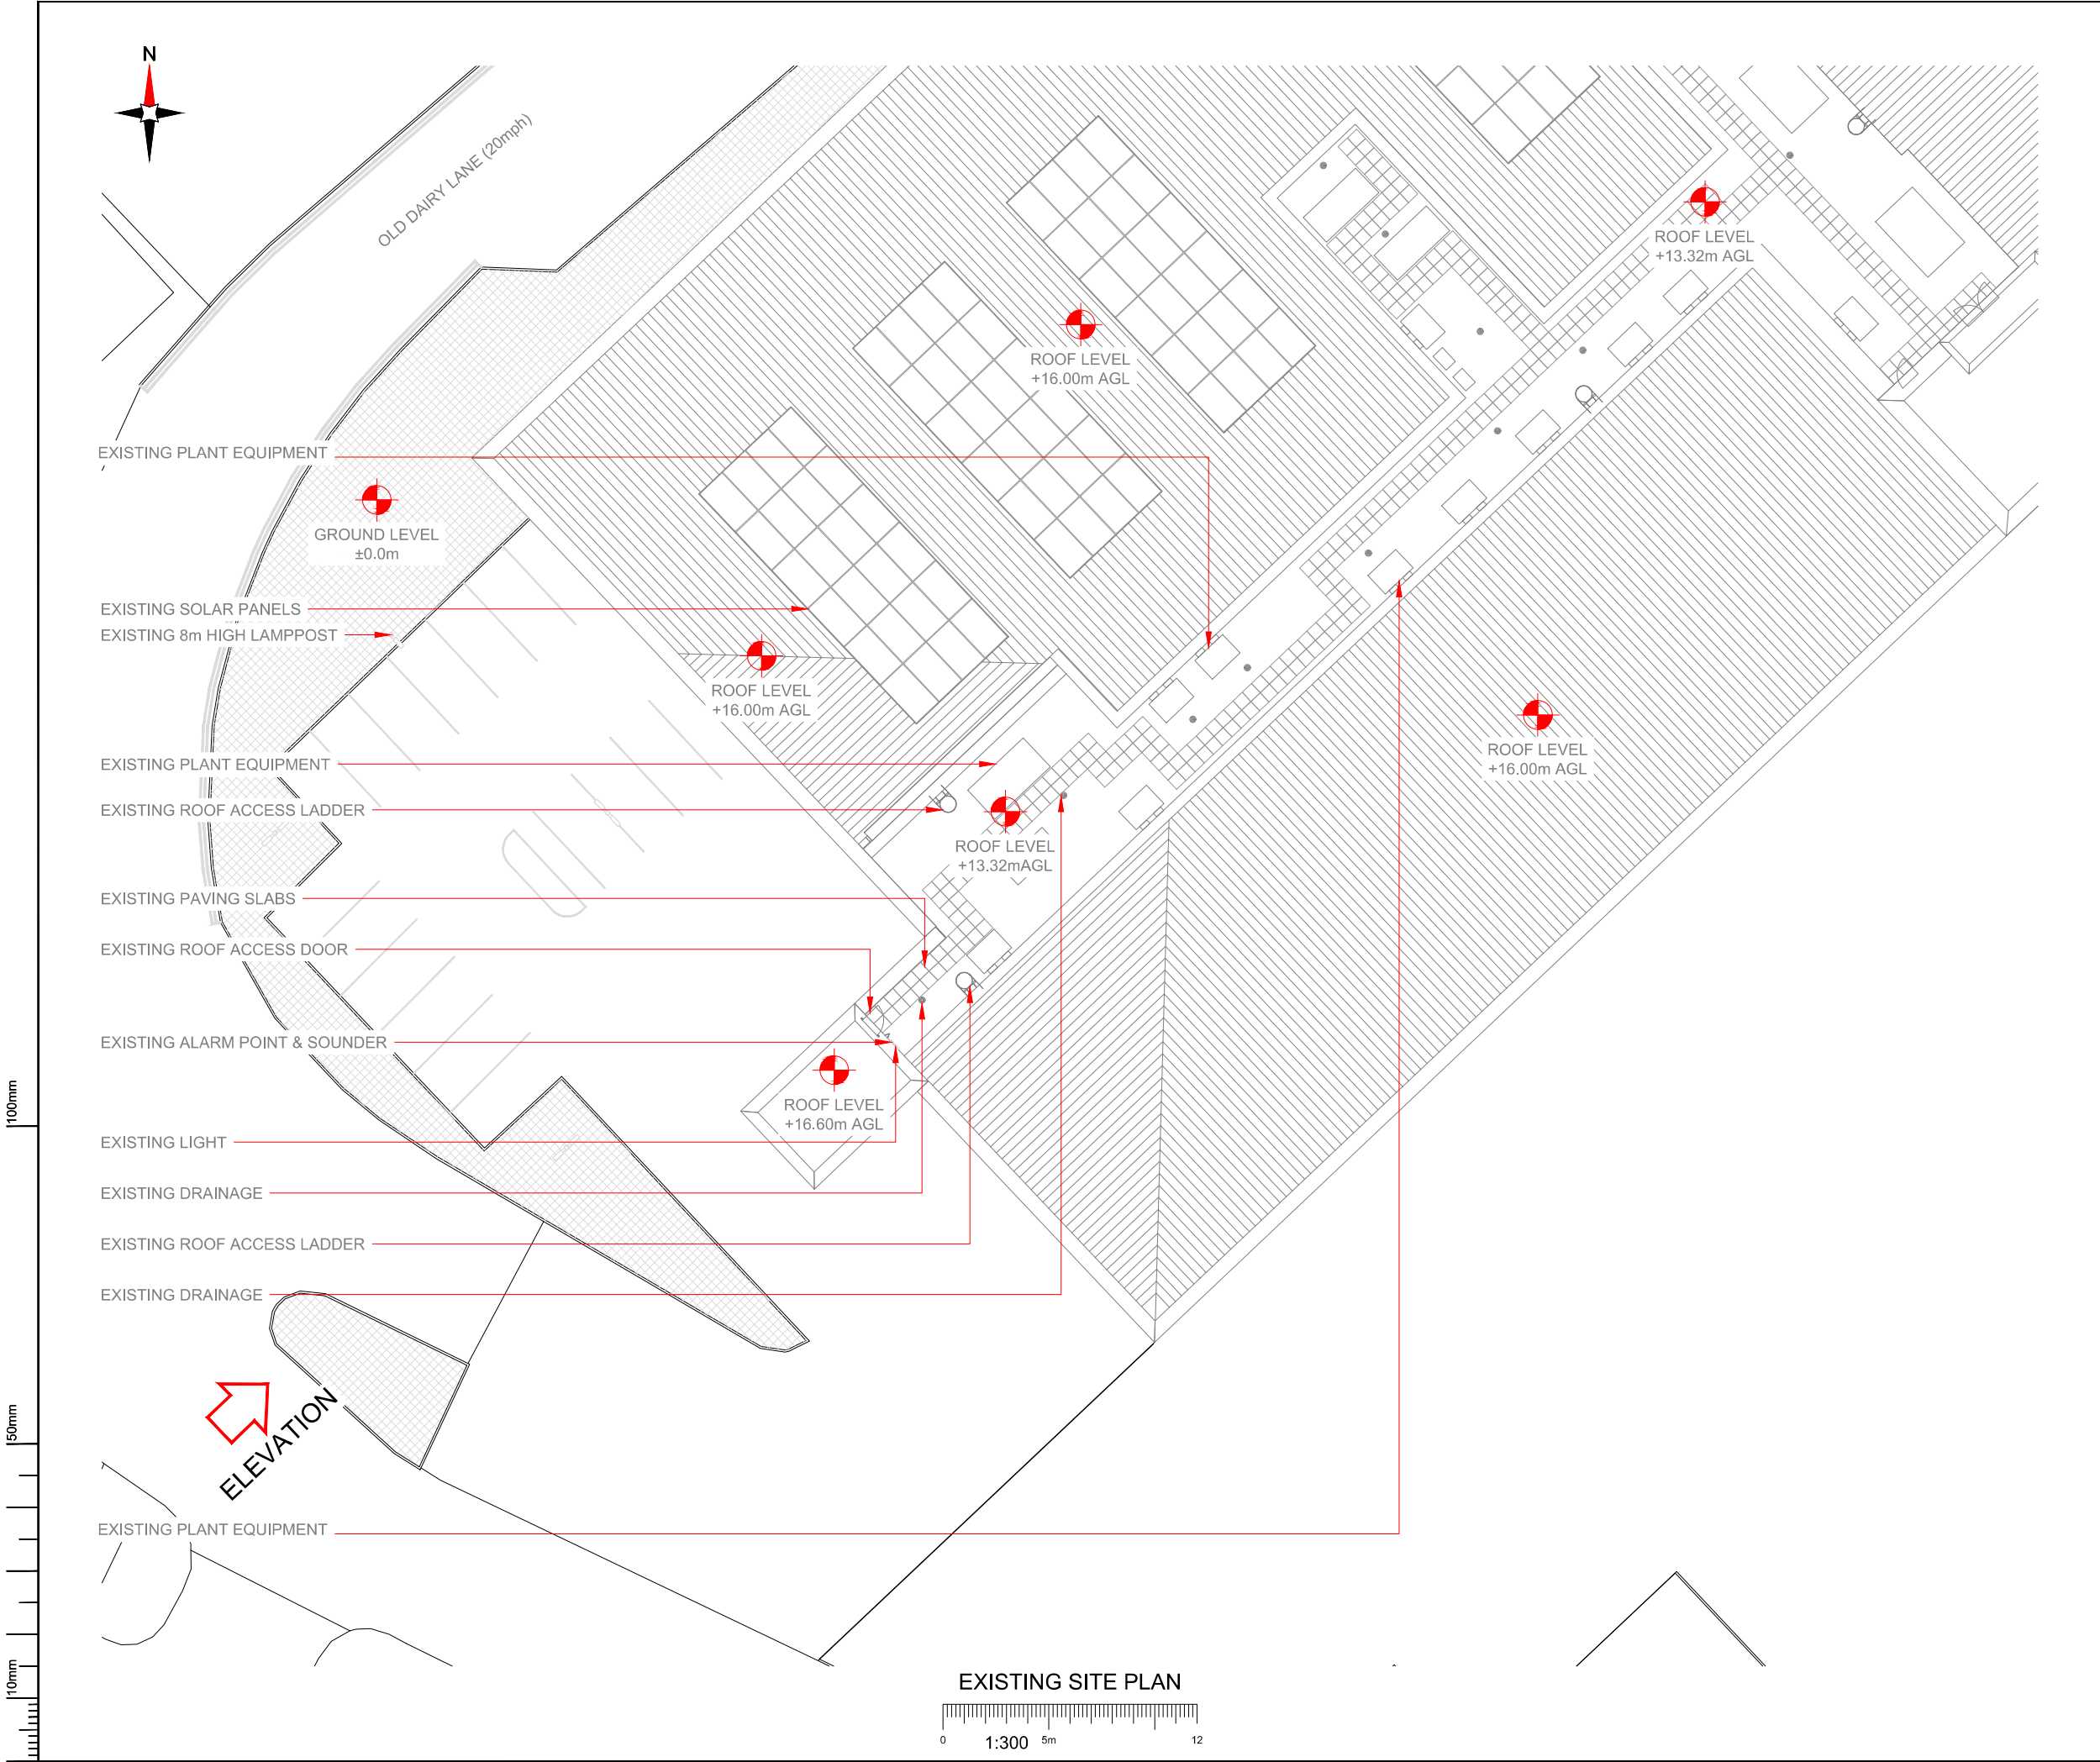 N
OLD DAIRY LANE (20mph)
ROOF LEVEL
+13.32m AGL
ROOF LEVEL
+16.00m AGL
EXISTING PLANT EQUIPMENT
GROUND LEVEL
±0.0m
EXISTING SOLAR PANELS
EXISTING 8m HIGH LAMPPOST
ROOF LEVEL
+16.00m AGL
ROOF LEVEL
+16.00m AGL
EXISTING PLANT EQUIPMENT
EXISTING ROOF ACCESS LADDER
ROOF LEVEL
+13.32mAGL
EXISTING PAVING SLABS
EXISTING ROOF ACCESS DOOR
EXISTING ALARM POINT & SOUNDER
ROOF LEVEL
+16.60m AGL
EXISTING LIGHT
EXISTING DRAINAGE
EXISTING ROOF ACCESS LADDER
EXISTING DRAINAGE
ELEVATION
EXISTING PLANT EQUIPMENT
100mm
50mm
10mm
EXISTING SITE PLAN
0
1:300
5m
12